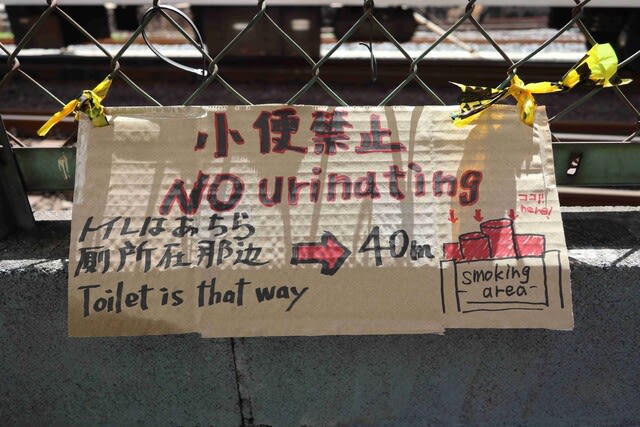 小便禁止
NO urinating
トイレはあちら
厠所在那边
40m
Toilet is that way
ココ!
here!
smoking
-area-